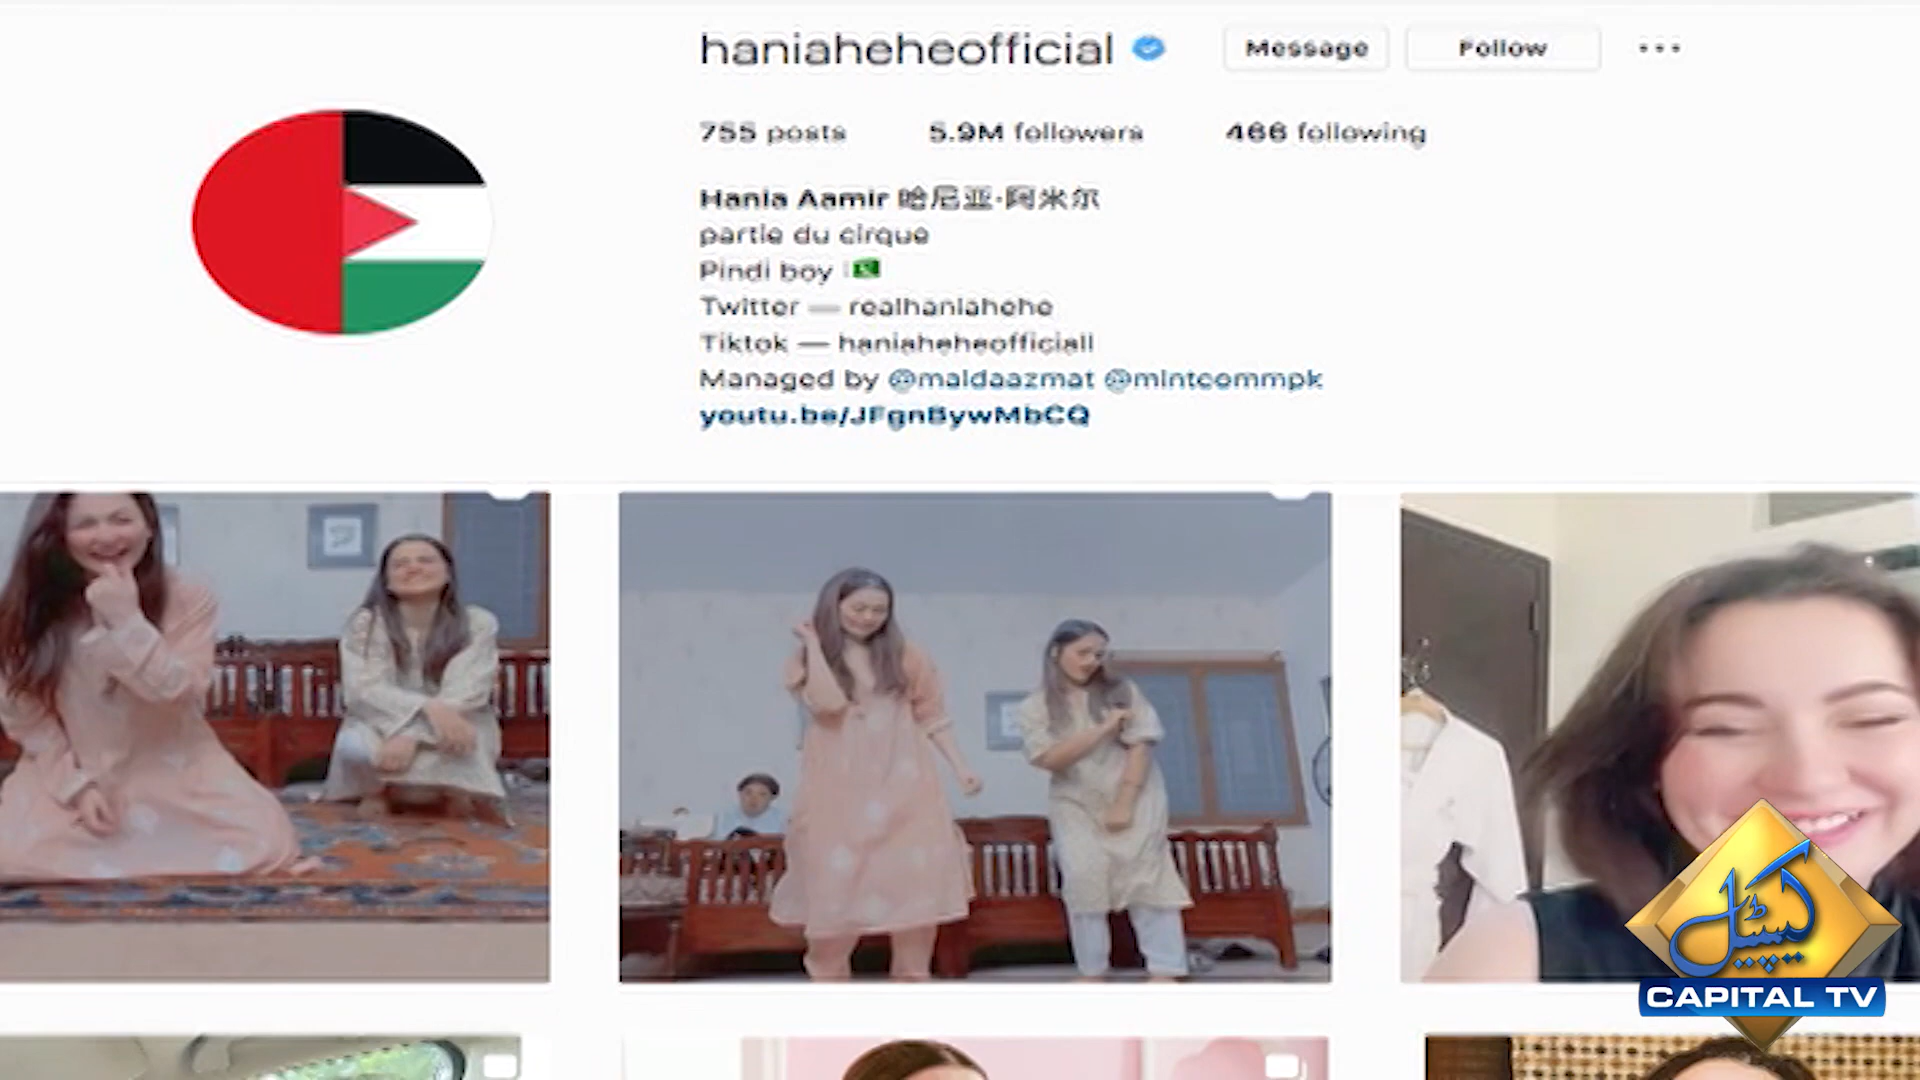 haniaheheofficial
Message
Follow
755 posts
5.9M followers
466 following
Hania Aamir 哈尼亚·阿米尔
partie du cirque
Pindi boy
Twitter — realhaniahehe
Tiktok — haniaheheofficiall
Managed by @maidaazmat @mintcommpk
youtu.be/JFgnBywMbCQ
کیپیٹل
CAPITAL TV